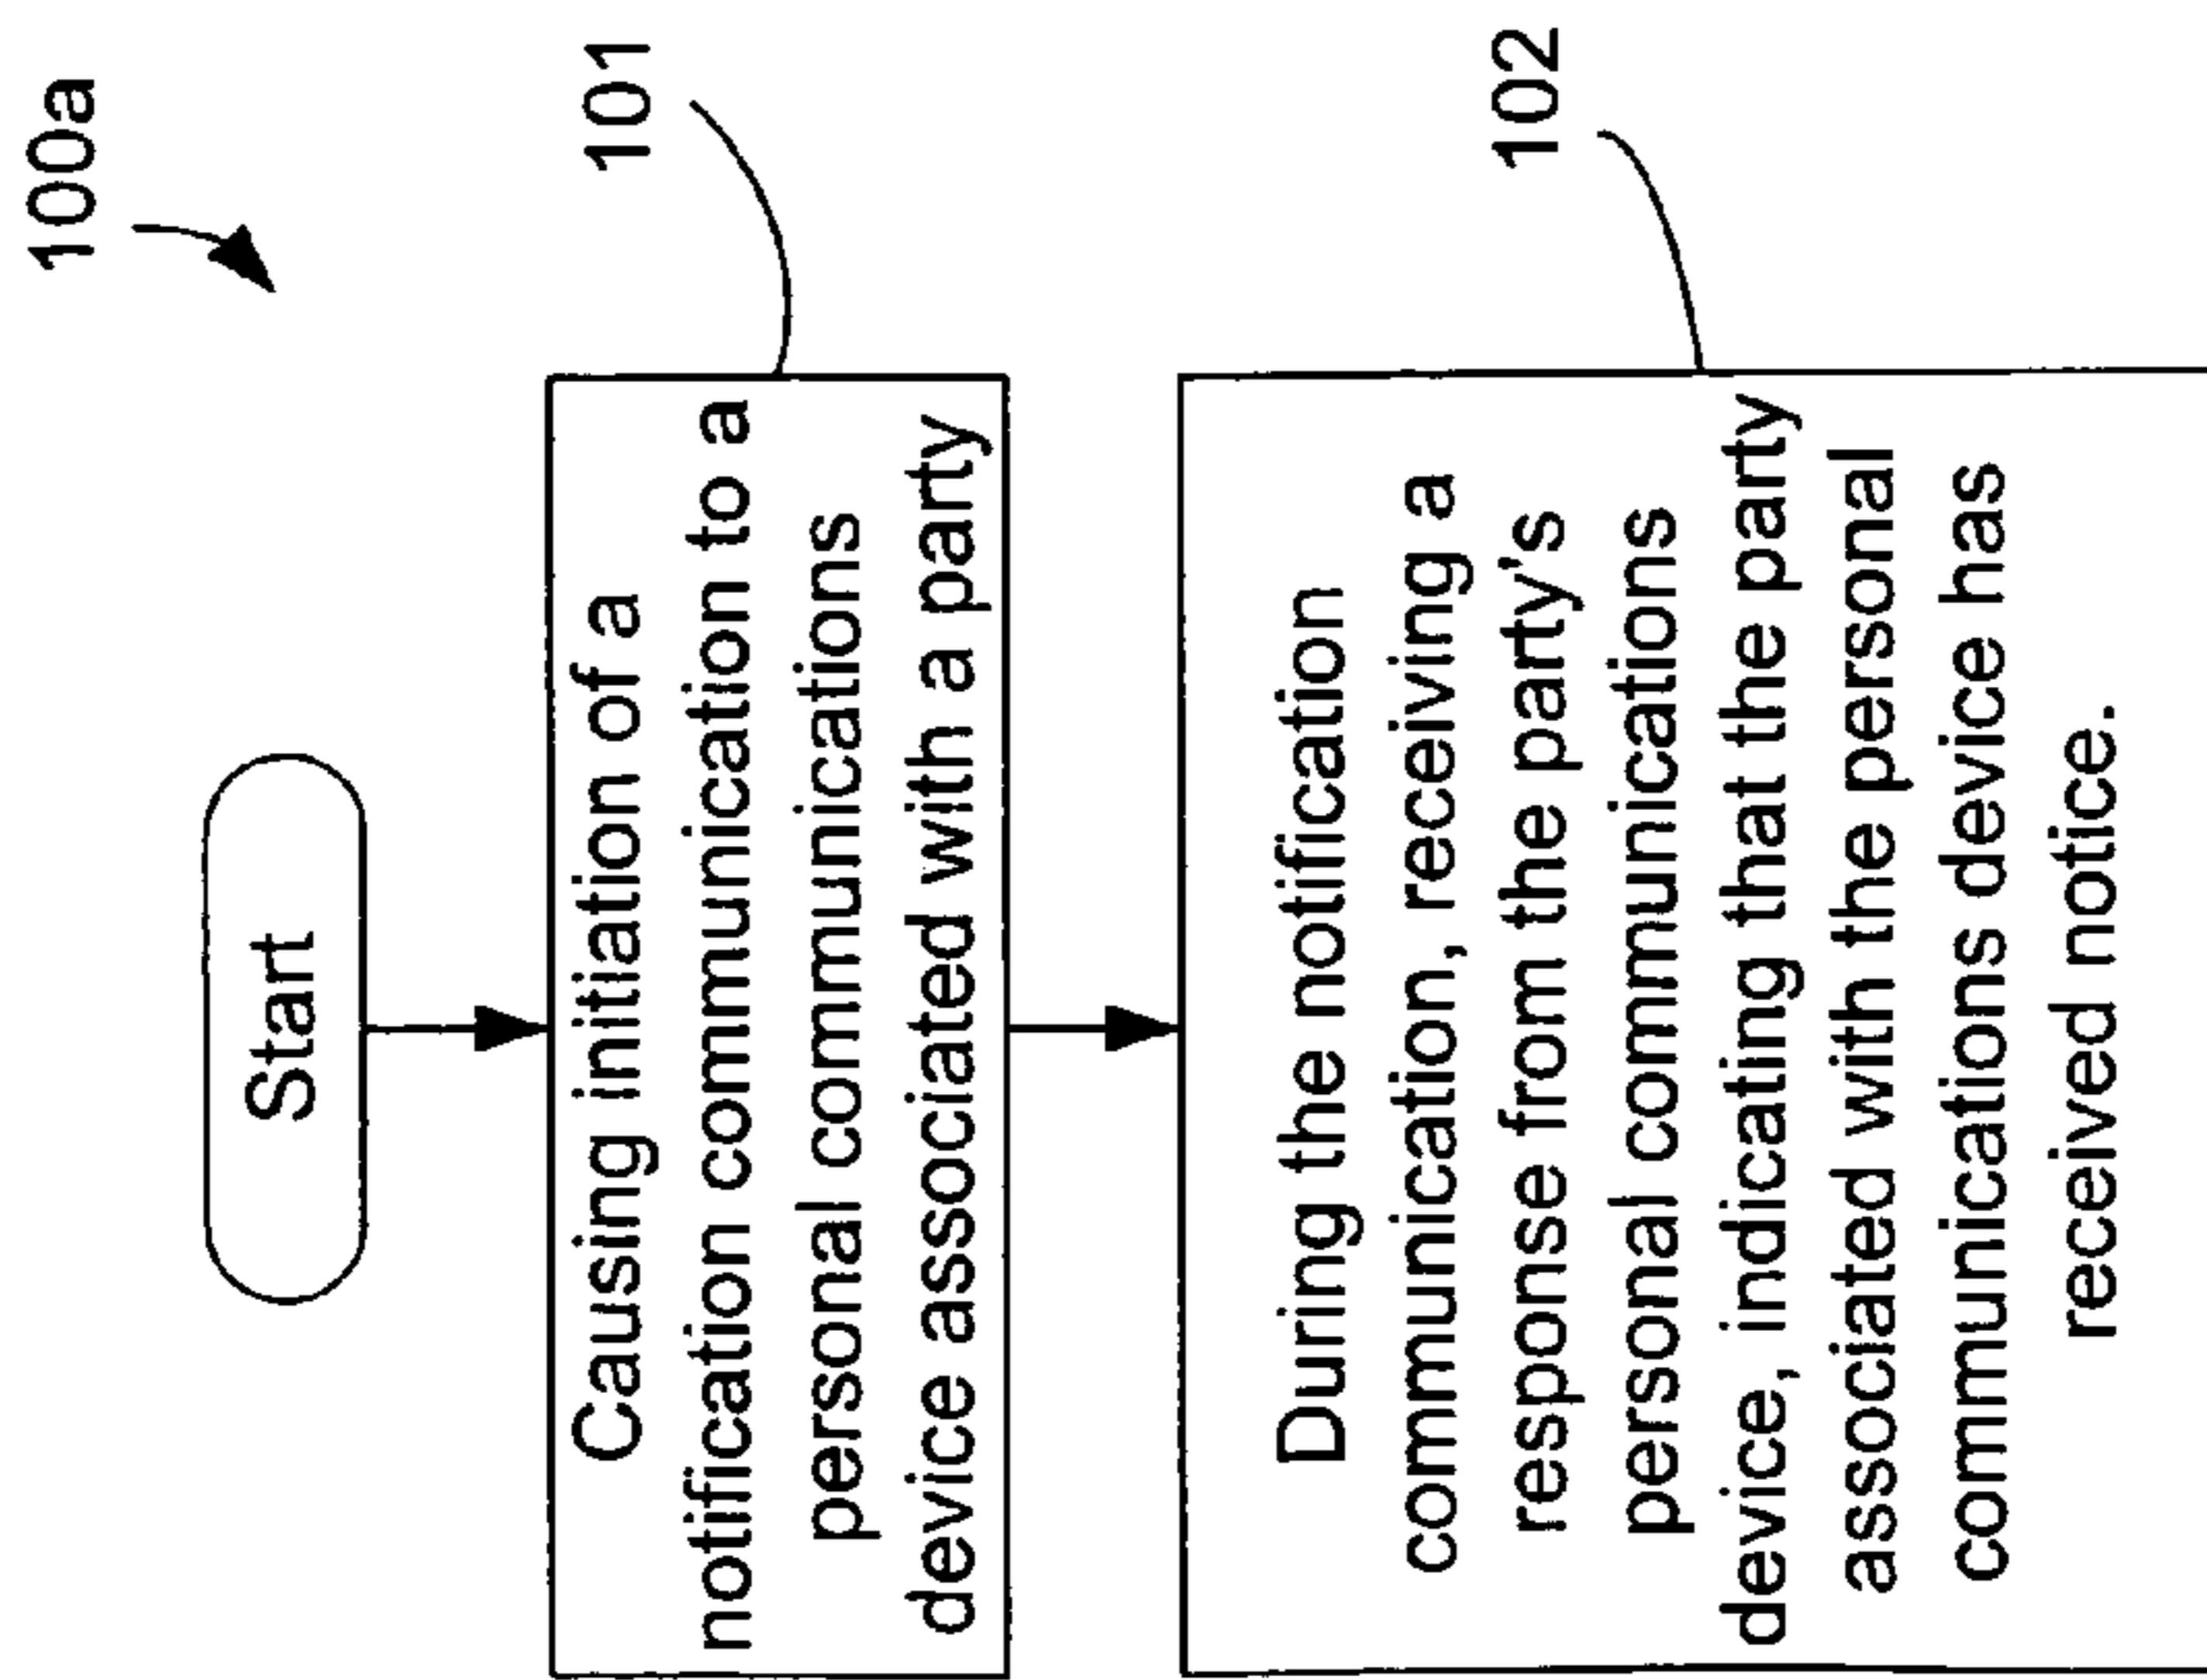 100a
Start
Causing initiation of a
notification communication to a
personal communications
device associated with a party
101
During the notification
communication, receiving a
response from the party's
personal communications
device, indicating that the party
associated with the personal
communications device has
received notice.
102